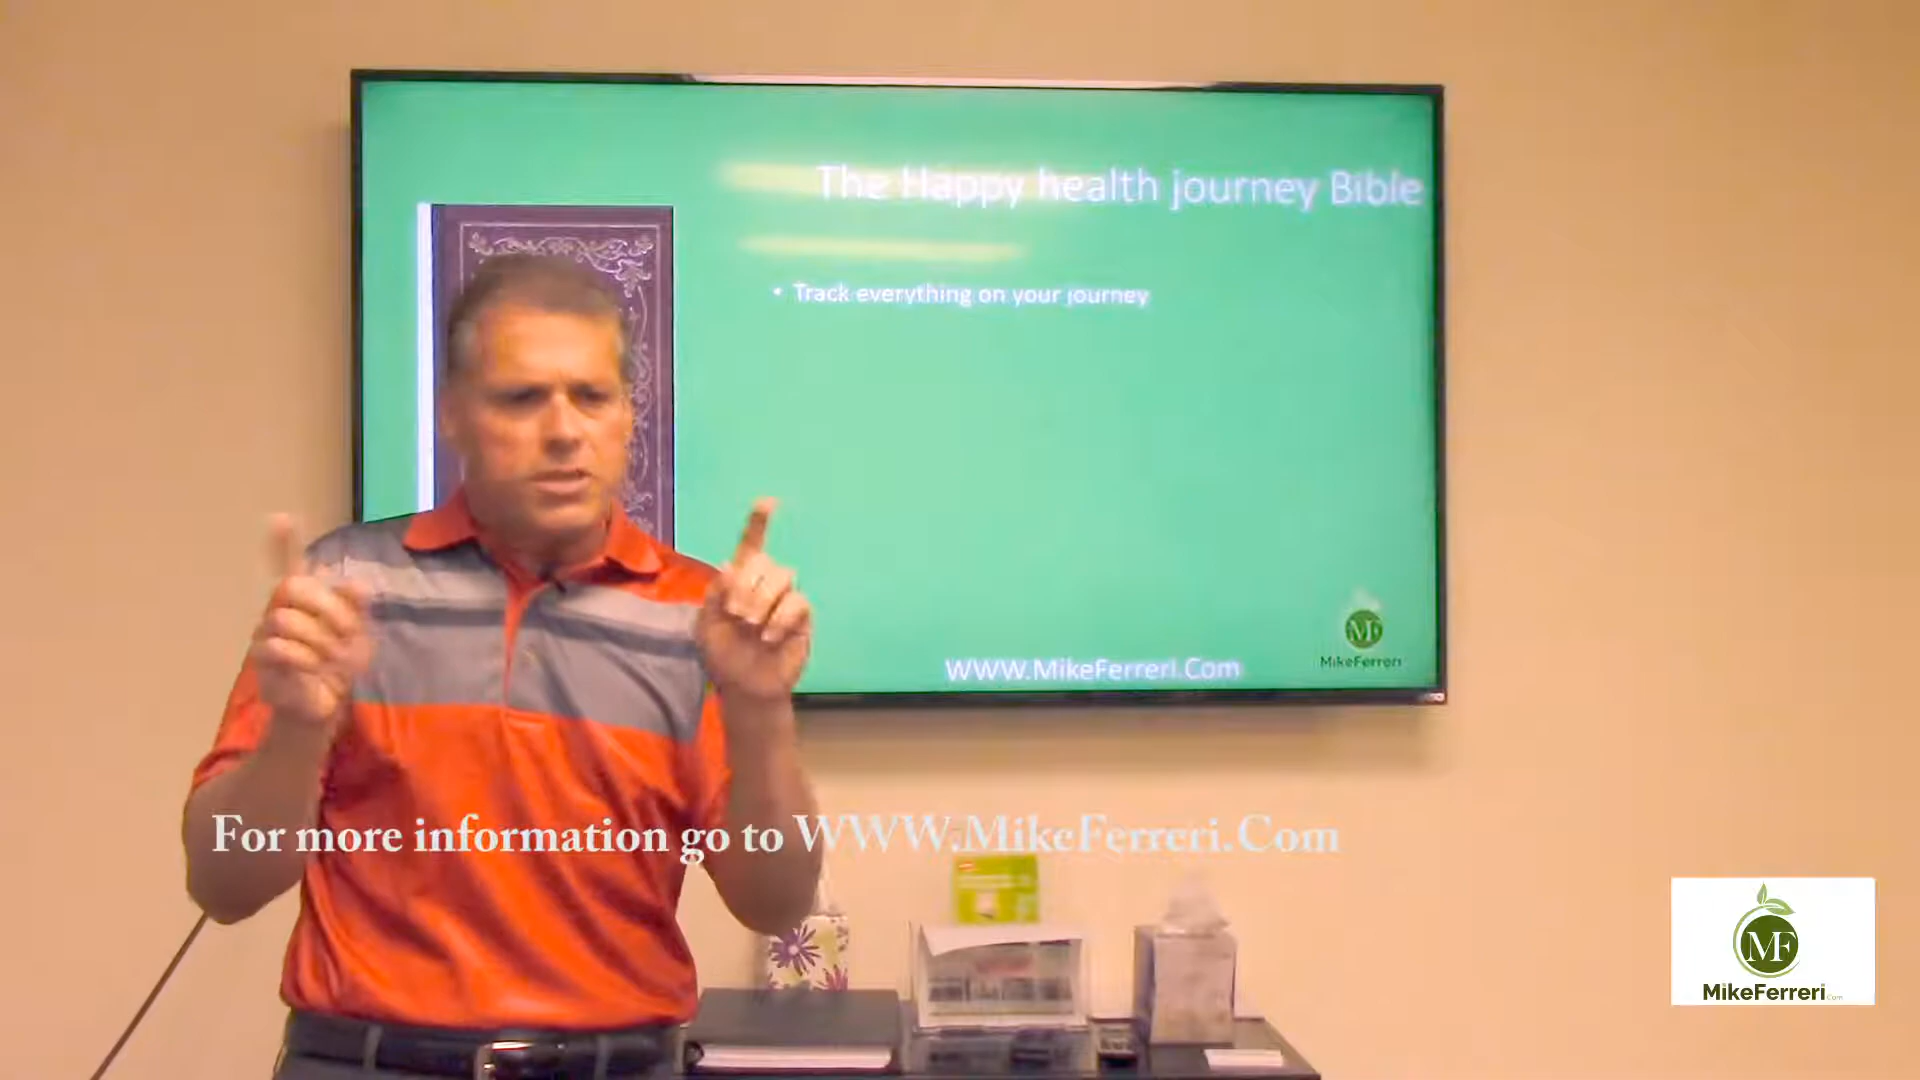 The Happy health journey Bible
• Track everything on your journey
WWW.MikeFerreri.Com
MF
MikeFerreri
For more information go to WWW.MikeFerreri.Com
MF
MikeFerreri.Com